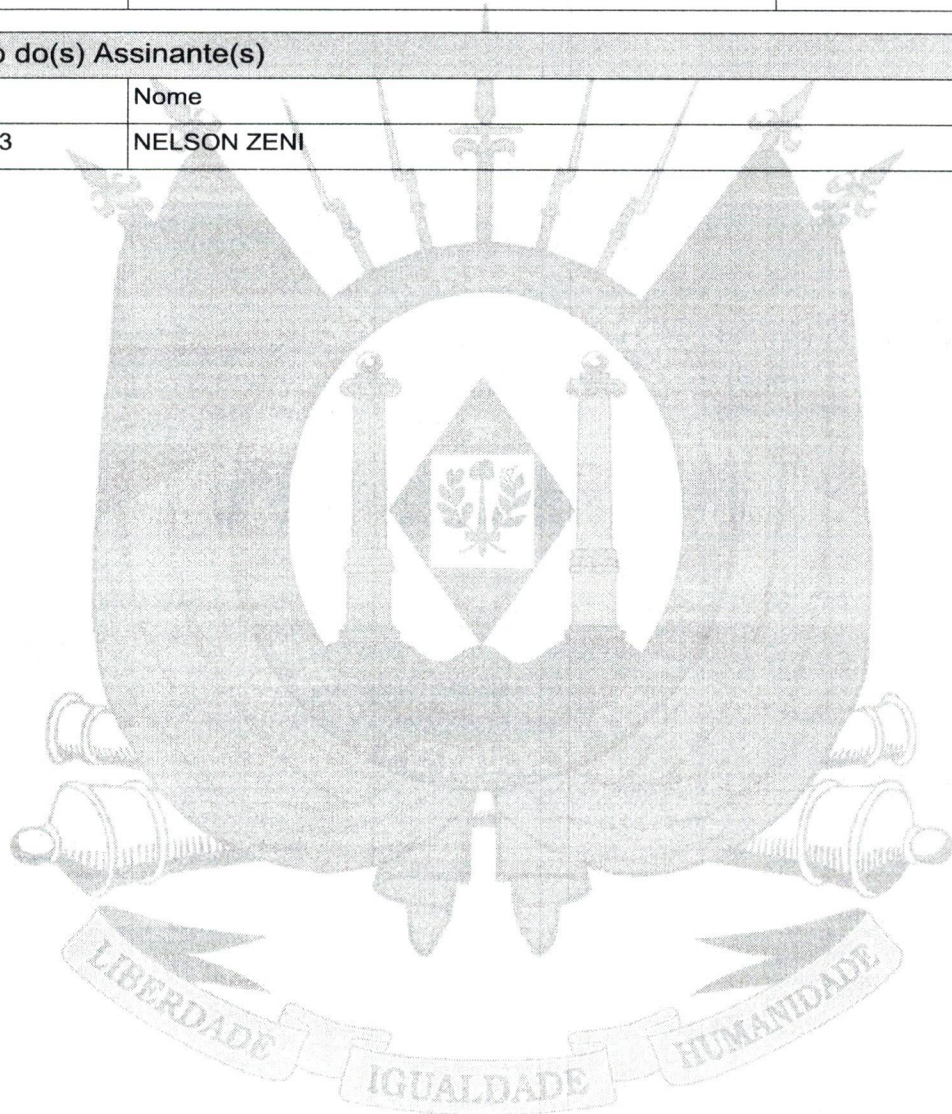 do(s) Assinante(s)
Nome
3 NELSON ZENI
LIBERDADE
IGUALDADE
HUMANIDADE